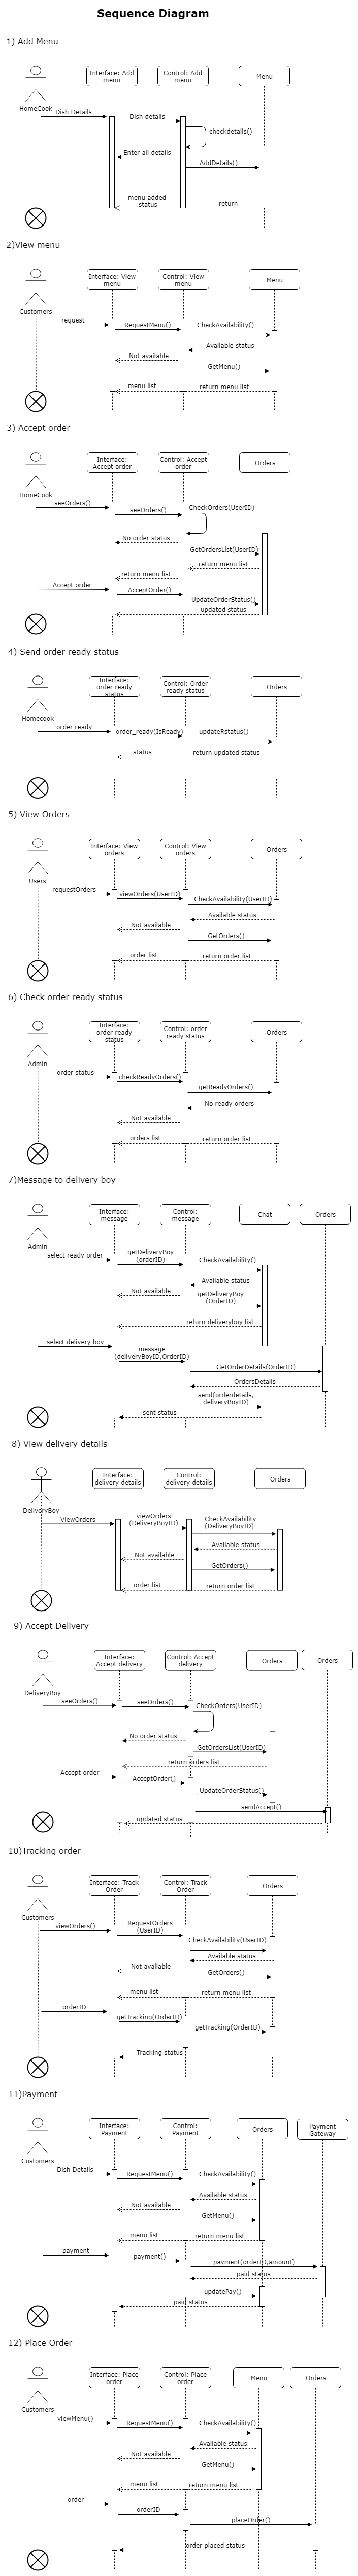 Sequence Diagram
1) Add Menu
Interface: Add
menu
Control: Add
menu
Menu
HomeCook
Dish Details
Dish details
checkdetails()
Enter all details
AddDetails()
menu added
status
return
2)View menu
Interface: View
menu
Control: View
menu
Menu
Customers
request
RequestMenu()
CheckAvailability()
Available status
Not available
GetMenu()
menu list
return menu list
3) Accept order
Interface:
Accept order
Control: Accept
order
Orders
HomeCook
seeOrders()
seeOrders()
CheckOrders(UserID)
No order status
GetOrdersList(UserID)
return menu list
return menu list
Accept order
AcceptOrder()
UpdateOrderStatus()
updated status
4) Send order ready status
Interface:
order ready
status
Control: Order
ready status
Orders
Homecook
order ready
order_ready(IsReady)
updateRstatus()
status
return updated status
5) View Orders
Interface: View
orders
Control: View
orders
Orders
Users
requestOrders
viewOrders(UserID)
CheckAvailability(UserID)
Available status
Not available
GetOrders()
order list
return order list
6) Check order ready status
Interface:
order ready
status
Control: order
ready status
Orders
Admin
order status
checkReadyOrders()
getReadyOrders()
No ready orders
Not available
orders list
return order list
7)Message to delivery boy
Interface:
message
Control:
message
Chat
Orders
Admin
select ready order
getDeliveryBoy
(orderID)
CheckAvailability()
Available status
Not available
getDeliveryBoy
(OrderID)
return deliveryboy list
select delivery boy
message
(deliveryBoyID,OrderID)
GetOrderDetails(OrderID)
OrdersDetails
send(orderdetails,
deliveryBoyID)
sent status
8) View delivery details
Interface:
delivery details
Control:
delivery details
Orders
DeliveryBoy
ViewOrders
viewOrders
(DeliveryBoyID)
CheckAvailability
(DeliveryBoyID)
Available status
Not available
GetOrders()
order list
return order list
9) Accept Delivery
Interface:
Accept delivery
Control: Accept
delivery
Orders
Orders
DeliveryBoy
seeOrders()
seeOrders()
CheckOrders(UserID)
No order status
GetOrdersList(UserID)
return orders list
Accept order
AcceptOrder()
UpdateOrderStatus()
sendAccept()
updated status
10)Tracking order
Interface: Track
Order
Control: Track
Order
Orders
Customers
viewOrders()
RequestOrders
(UserID)
CheckAvailability(UserID)
Available status
Not available
GetOrders()
menu list
return menu list
orderID
getTracking(OrderID)
getTracking(OrderID)
Tracking status
11)Payment
Interface:
Payment
Control:
Payment
Orders
Payment
Gateway
Customers
Dish Details
RequestMenu()
CheckAvailability()
Available status
Not available
GetMenu()
menu list
return menu list
payment
payment()
payment(orderID,amount)
paid status
updatePay()
paid status
12) Place Order
Interface: Place
order
Control: Place
order
Menu
Orders
Customers
viewMenu()
RequestMenu()
CheckAvailability()
Available status
Not available
GetMenu()
menu list
return menu list
order
orderID
placeOrder()
order placed status